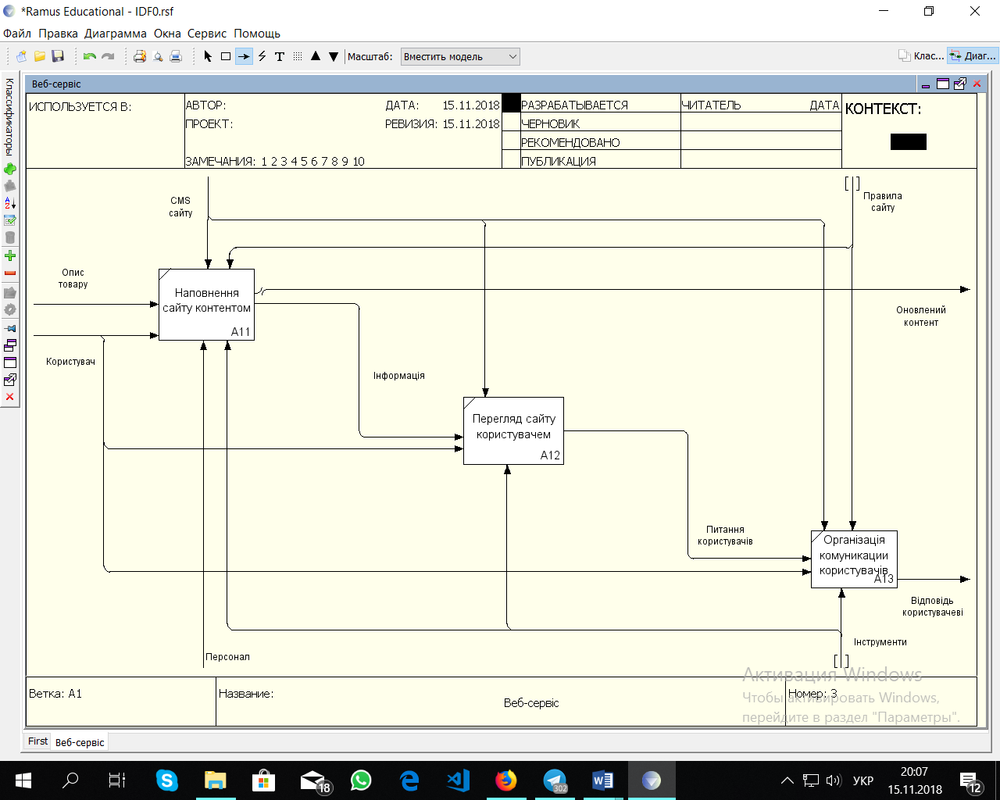 *Ramus Educational - IDF0.rsf
Файл Правка Диаграмма Окна Сервис Помощь
Масштаб: Вместить модель Клас... Диаг...
Классификаторы
Веб-сервіс
ИСПОЛЬЗУЕТСЯ В: АВТОР: ДАТА: 15.11.2018 РАЗРАБАТЫВАЕТСЯ ЧИТАТЕЛЬ ДАТА КОНТЕКСТ:
ПРОЕКТ: РЕВИЗИЯ: 15.11.2018 ЧЕРНОВИК
РЕКОМЕНДОВАНО
ЗАМЕЧАНИЯ: 1 2 3 4 5 6 7 8 9 10 ПУБЛИКАЦИЯ
CMS
сайту
Правила
сайту
Опис
товару
Наповнення
сайту контентом
A11
Оновлений
контент
Користувач
Інформація
Перегляд сайту
користувачем
A12
Питання
користувачів
Організація
комуникации
користувачів
A13
Відповідь
користувачеві
Інструменти
Персонал
Активация Windows
Чтобы активировать Windows,
перейдите в раздел "Параметры".
Ветка: A1 Название: Веб-сервіс Номер: 3
First Веб-сервіс
18 302 УКР 20:07
15.11.2018 12